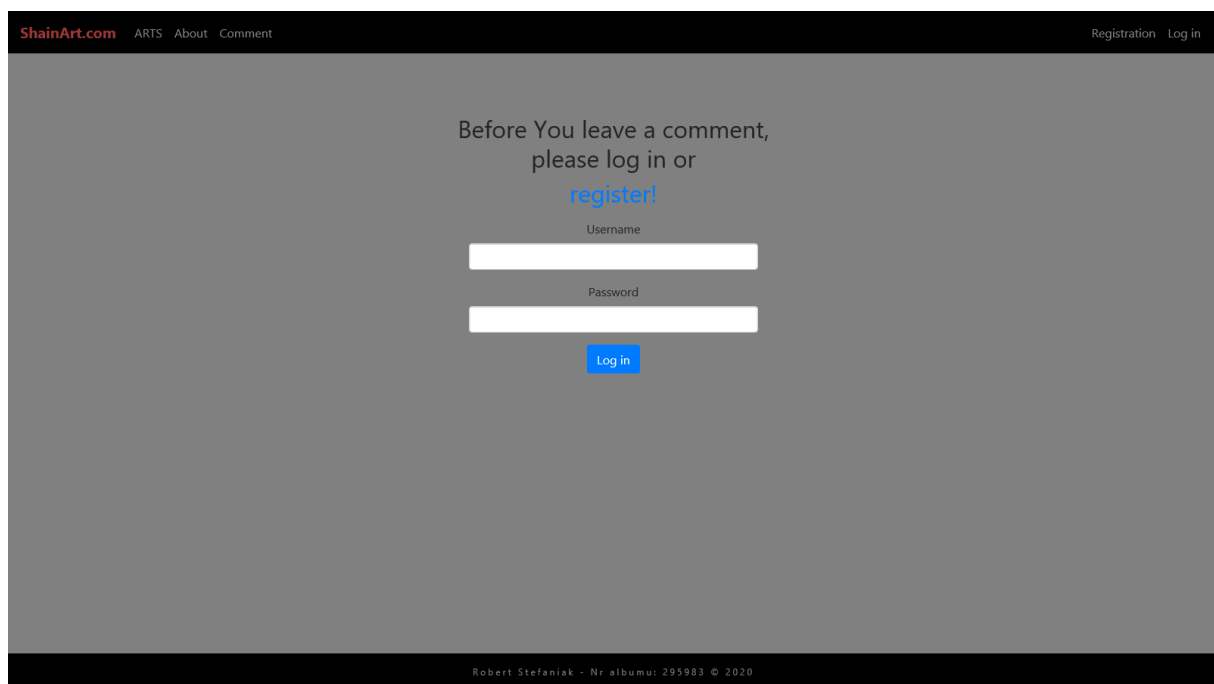 ShainArt.com ARTS About Comment Registration Log in
Before You leave a comment,
please log in or
register!
Username
Password
Log in
Robert Stefaniak - Nr albumu: 295983 © 2020